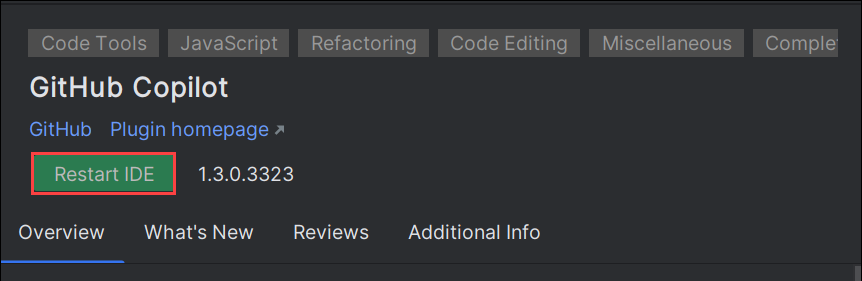 Code Tools JavaScript Refactoring Code Editing Miscellaneous Complet
GitHub Copilot
GitHub Plugin homepage
Restart IDE 1.3.0.3323
Overview What's New Reviews Additional Info